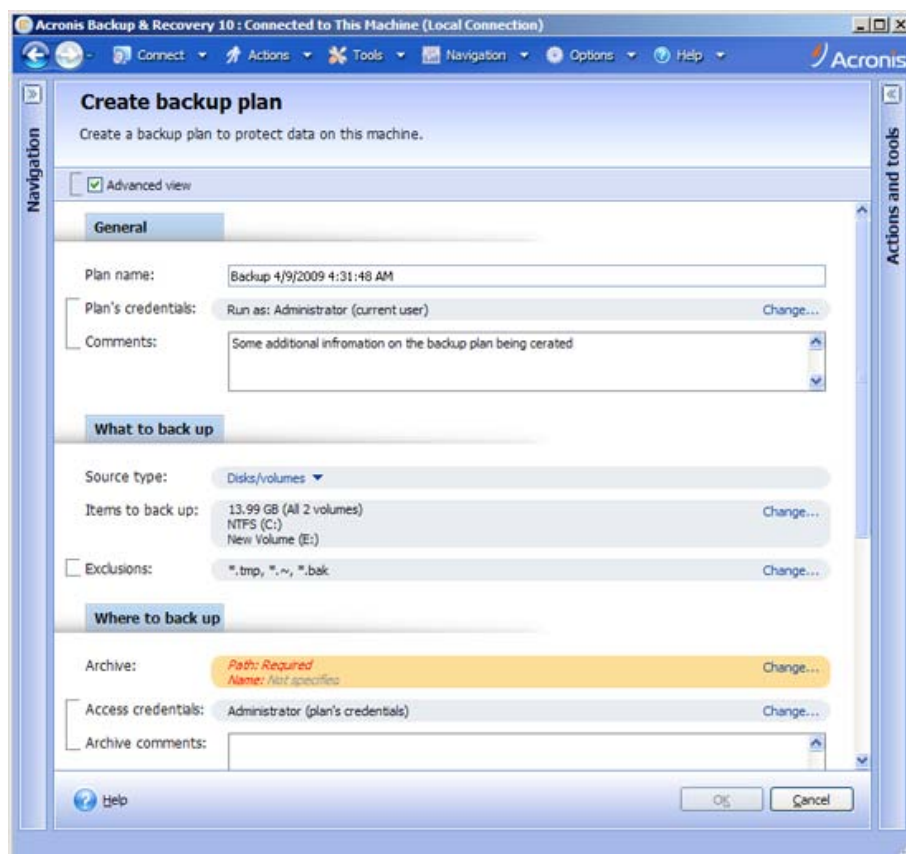 Acronis Backup & Recovery 10 : Connected to This Machine (Local Connection)
Connect Actions Tools Navigation Options Help Acronis
Navigation
Actions and tools
Create backup plan
Create a backup plan to protect data on this machine.
Advanced view
General
Plan name: Backup 4/9/2009 4:31:48 AM
Plan's credentials: Run as: Administrator (current user) Change...
Comments: Some additional infromation on the backup plan being cerated
What to back up
Source type: Disks/volumes
Items to back up: 13.99 GB (All 2 volumes) Change...
NTFS (C:)
New Volume (E:)
Exclusions: *.tmp, *.~, *.bak Change...
Where to back up
Archive: Path: Required Change...
Name: Not specified
Access credentials: Administrator (plan's credentials) Change...
Archive comments:
Help OK Cancel